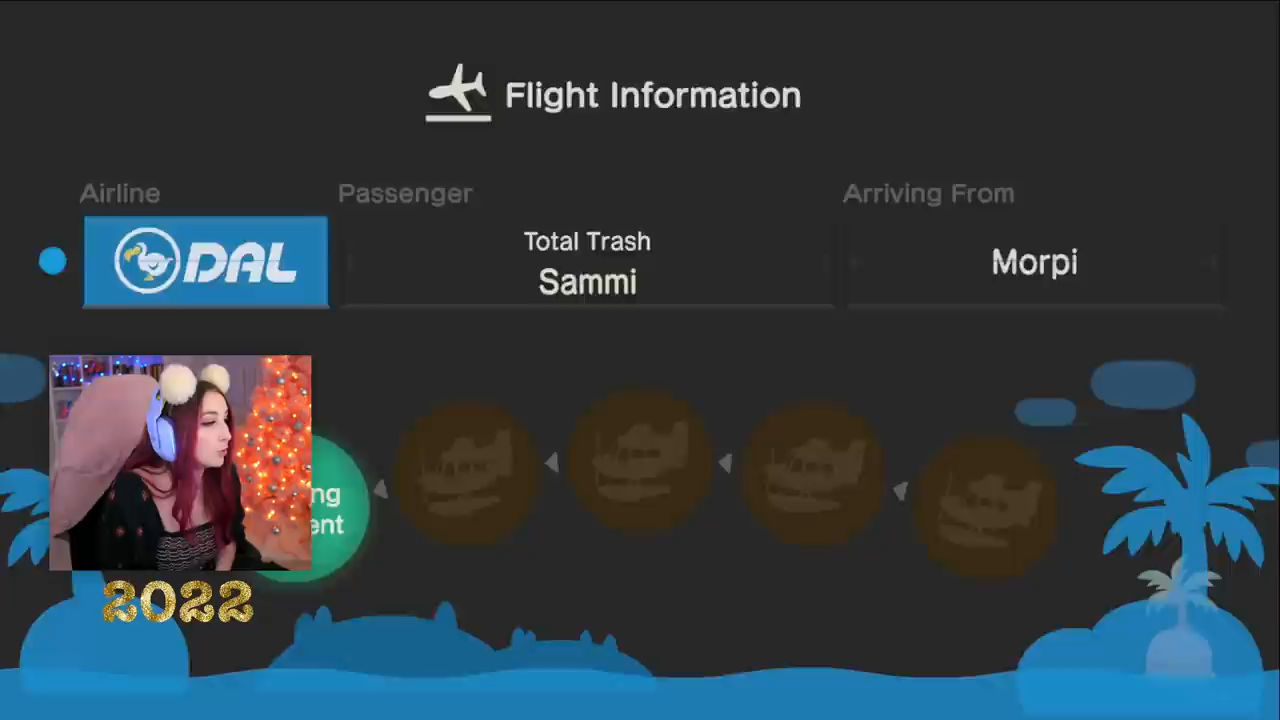 Flight Information
Airline
Passenger
Arriving From
DAL
Total Trash
Sammi
Morpi
2022